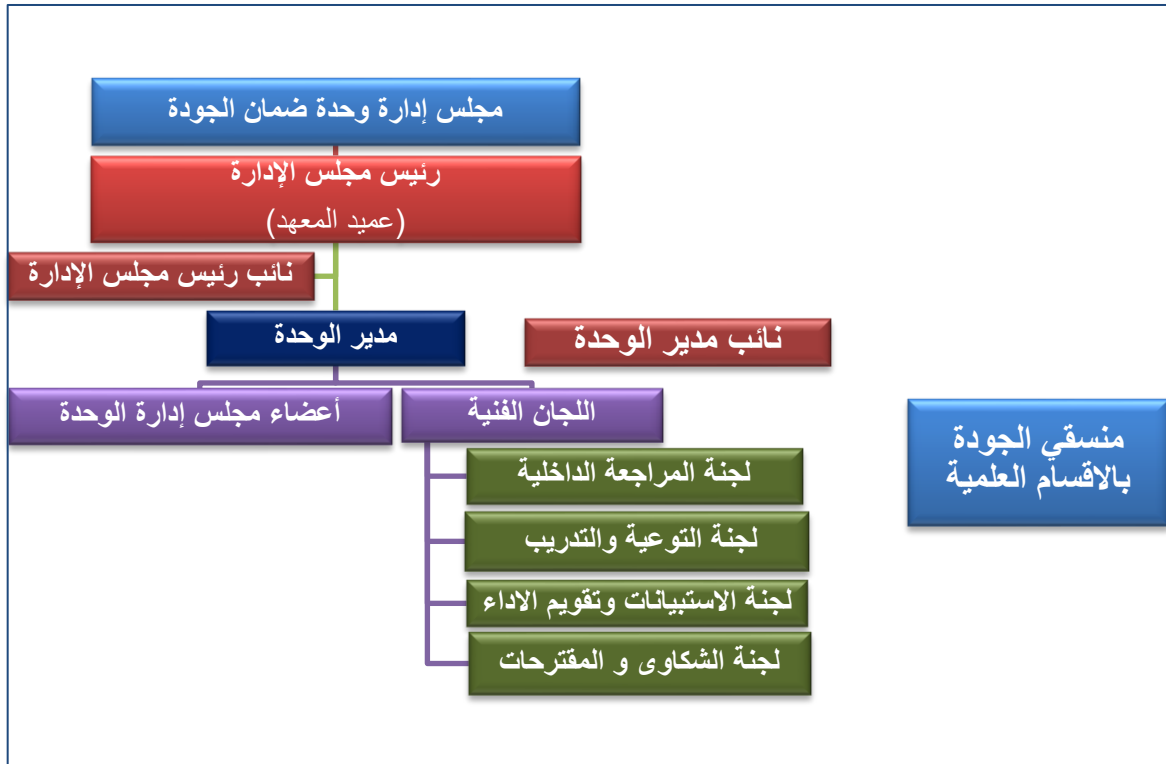 مجلس إدارة وحدة ضمان الجودة
رئيس مجلس الإدارة
(عميد المعهد)
نائب رئيس مجلس الإدارة
مدير الوحدة
نائب مدير الوحدة
اللجان الفنية
أعضاء مجلس إدارة الوحدة
منسقي الجودة
بالاقسام العلمية
لجنة المراجعة الداخلية
لجنة التوعية والتدريب
لجنة الاستبيانات وتقويم الاداء
لجنة الشكاوى و المقترحات